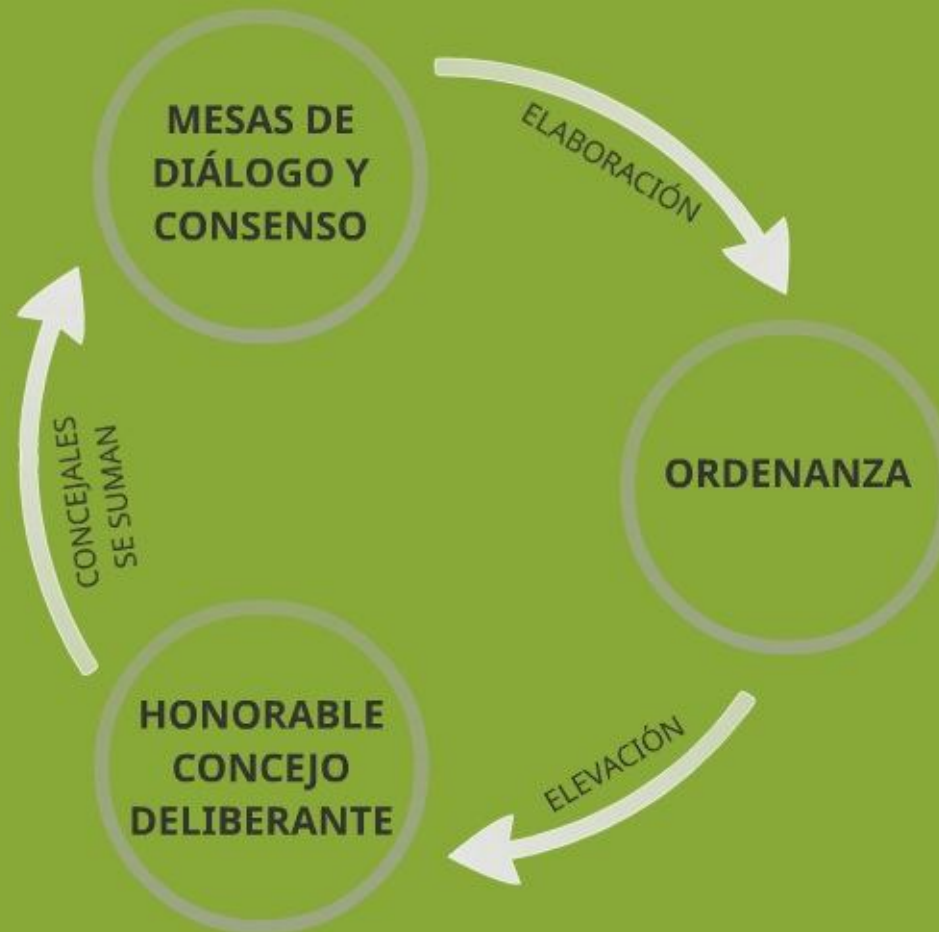 MESAS DE
DIÁLOGO Y
CONSENSO
ELABORACIÓN
ORDENANZA
ELEVACIÓN
HONORABLE
CONCEJO
DELIBERANTE
CONCEJALES
SE SUMAN